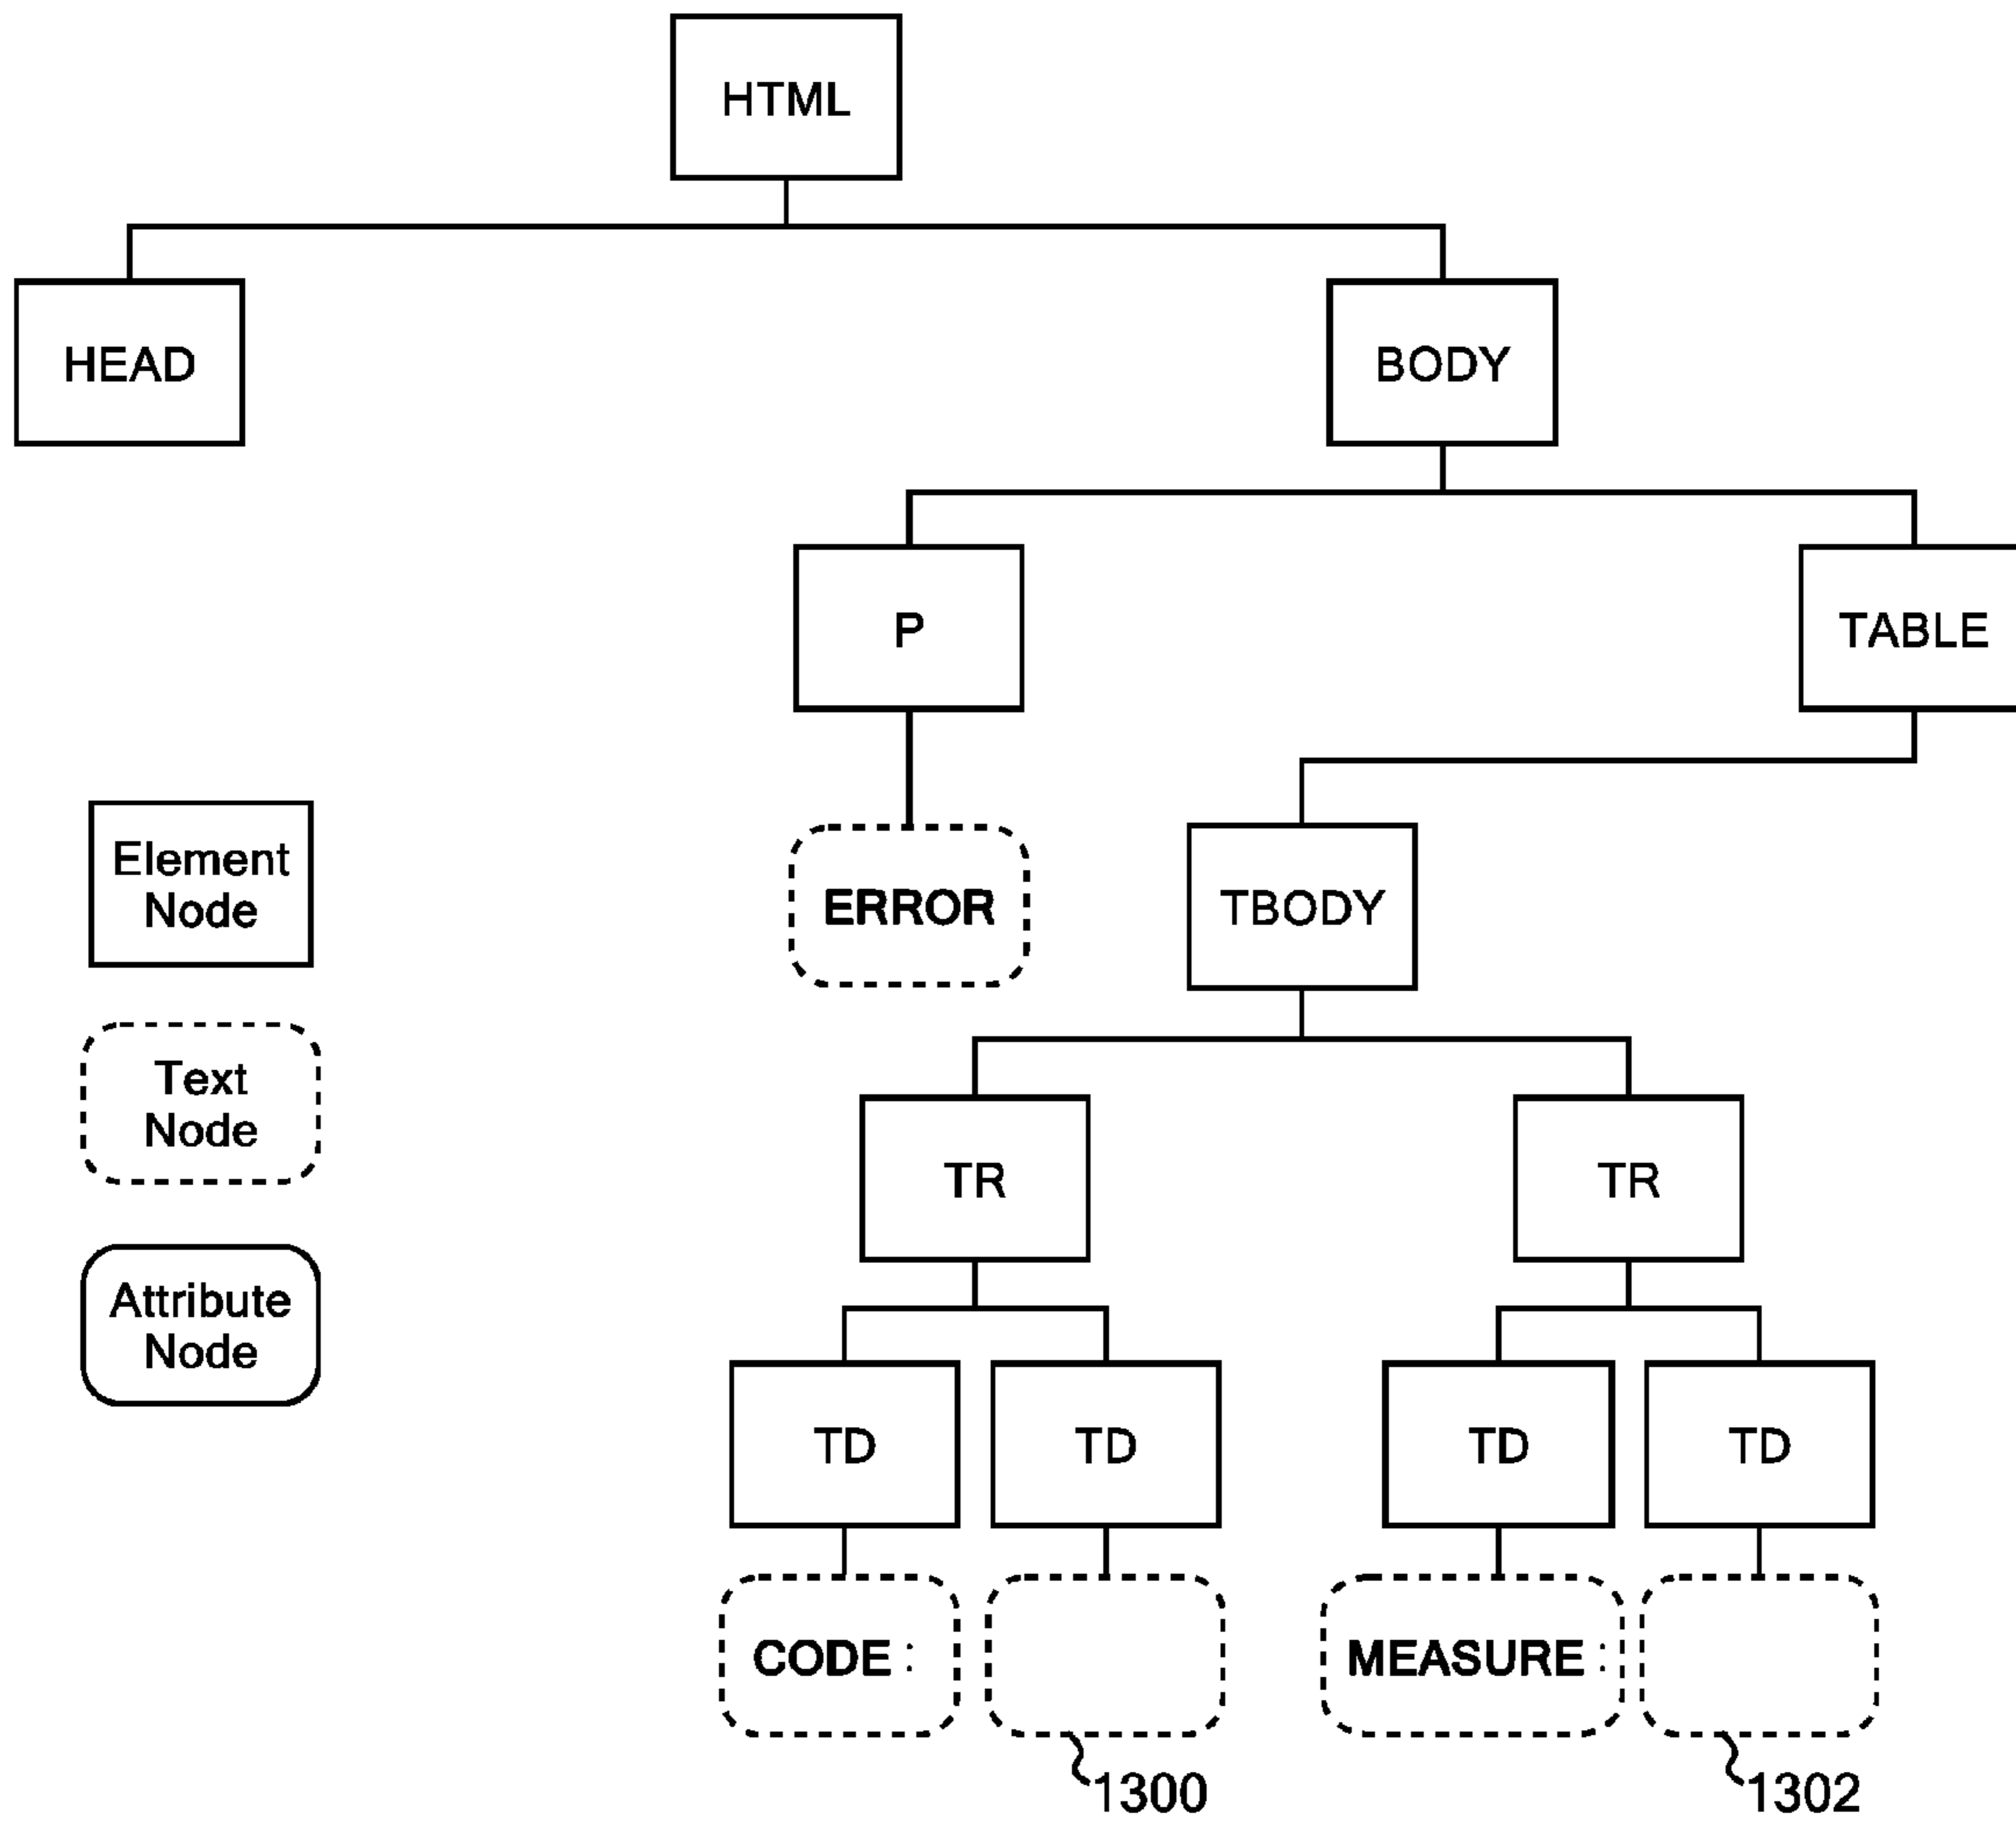 HTML
HEAD
BODY
P
TABLE
Element
Node
ERROR
TBODY
Text
Node
TR
TR
Attribute
Node
TD
TD
TD
TD
CODE :
MEASURE :
1300
1302